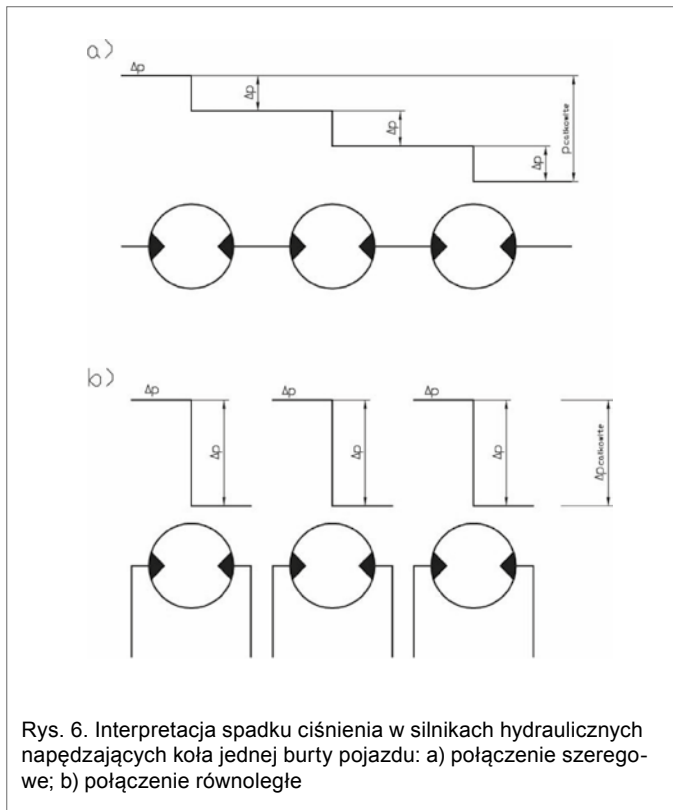 a)
Δp
Δp
Δp
Δp
p całkowite
b)
Δp
Δp
Δp
Δp
Δp
Δp
Δp całkowite
Rys. 6. Interpretacja spadku ciśnienia w silnikach hydraulicznych
napędzających koła jednej burty pojazdu: a) połączenie szerego-
we; b) połączenie równoległe